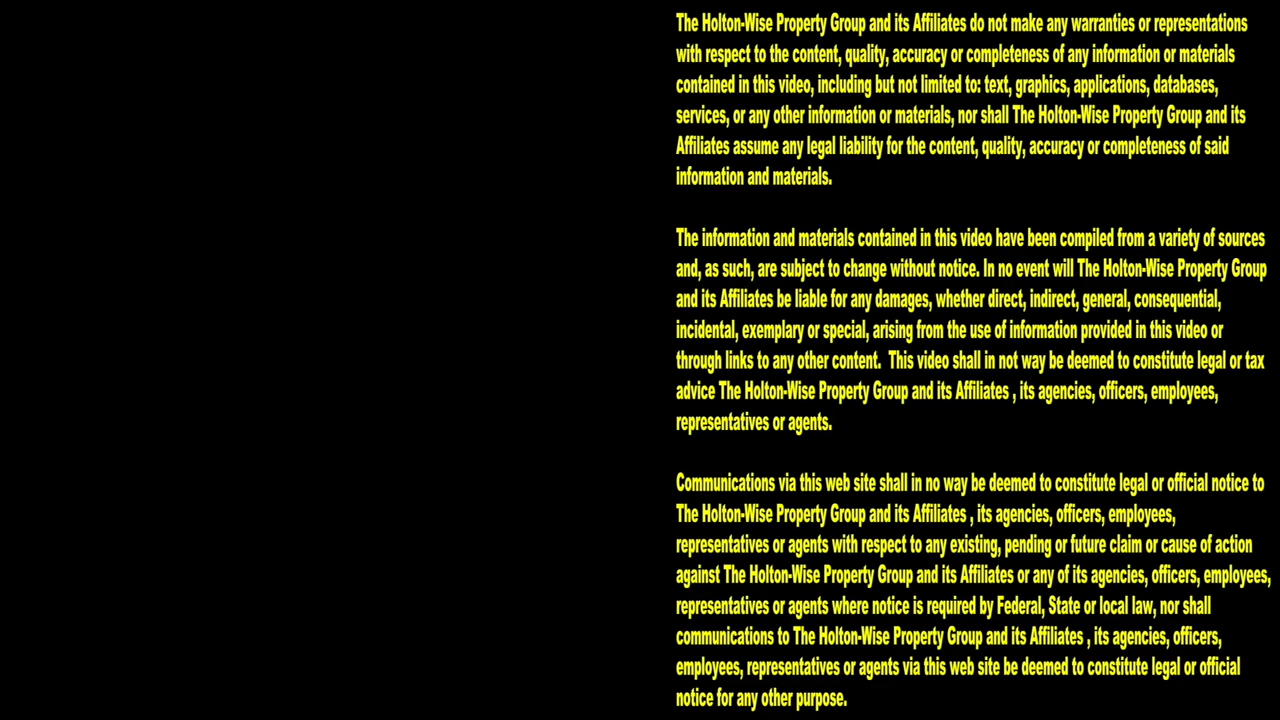 The Holton-Wise Property Group and its Affiliates do not make any warranties or representations
with respect to the content, quality, accuracy or completeness of any information or materials
contained in this video, including but not limited to: text, graphics, applications, databases,
services, or any other information or materials, nor shall The Holton-Wise Property Group and its
Affiliates assume any legal liability for the content, quality, accuracy or completeness of said
information and materials.
The information and materials contained in this video have been compiled from a variety of sources
and, as such, are subject to change without notice. In no event will The Holton-Wise Property Group
and its Affiliates be liable for any damages, whether direct, indirect, general, consequential,
incidental, exemplary or special, arising from the use of information provided in this video or
through links to any other content.  This video shall in not way be deemed to constitute legal or tax
advice The Holton-Wise Property Group and its Affiliates , its agencies, officers, employees,
representatives or agents.
Communications via this web site shall in no way be deemed to constitute legal or official notice to
The Holton-Wise Property Group and its Affiliates , its agencies, officers, employees,
representatives or agents with respect to any existing, pending or future claim or cause of action
against The Holton-Wise Property Group and its Affiliates or any of its agencies, officers, employees,
representatives or agents where notice is required by Federal, State or local law, nor shall
communications to The Holton-Wise Property Group and its Affiliates , its agencies, officers,
employees, representatives or agents via this web site be deemed to constitute legal or official
notice for any other purpose.